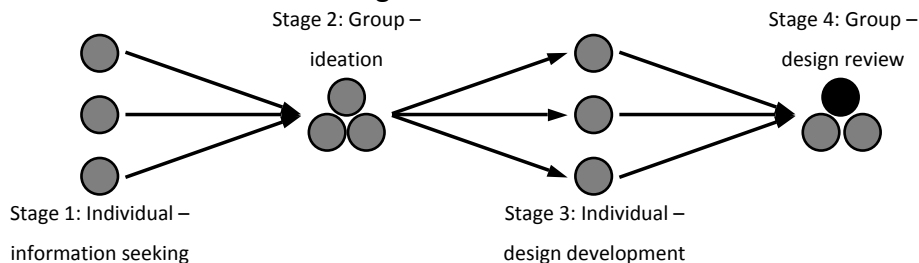 Stage 2: Group –
ideation
Stage 4: Group –
design review
Stage 1: Individual –
information seeking
Stage 3: Individual –
design development